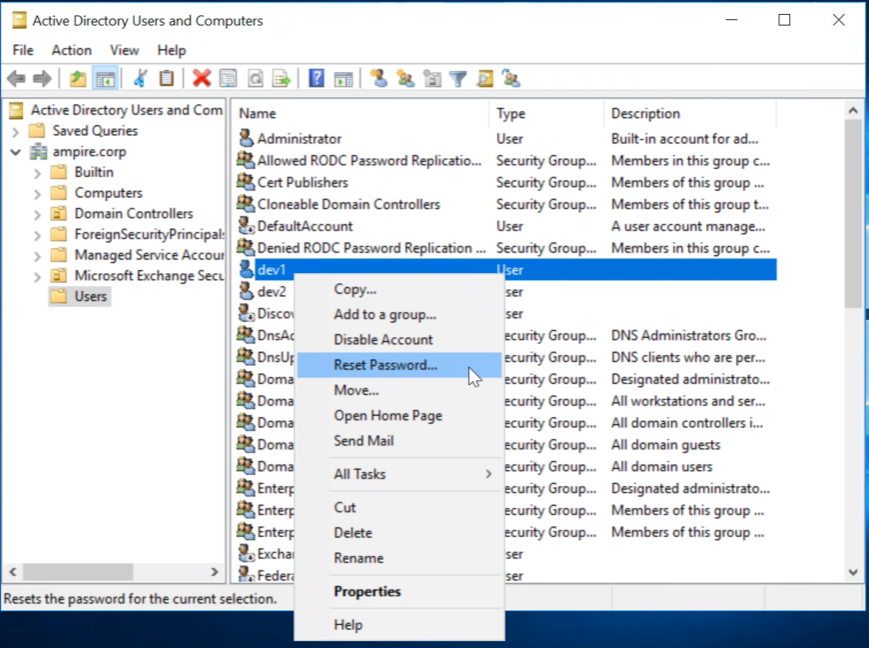 Active Directory Users and Computers
File Action View Help
Active Directory Users and Com
Saved Queries
ampire.corp
Builtin
Computers
Domain Controllers
ForeignSecurityPrincipals
Managed Service Accour
Microsoft Exchange Secu
Users
Name Type Description
Administrator User Built-in account for ad...
Allowed RODC Password Replicatio... Security Group... Members in this group c...
Cert Publishers Security Group... Members of this group ...
Cloneable Domain Controllers Security Group... Members of this group t...
DefaultAccount User A user account manage...
Denied RODC Password Replication ... Security Group... Members in this group c...
dev1 User
dev2 ser
Discov ser
DnsAc ecurity Group... DNS Administrators Gro...
DnsUp ecurity Group... DNS clients who are per...
Doma ecurity Group... Designated administrato...
Doma ecurity Group... All workstations and ser...
Doma ecurity Group... All domain controllers i...
Doma ecurity Group... All domain guests
Doma ecurity Group... All domain users
Enterp ecurity Group... Designated administrato...
Enterp ecurity Group... Members of this group ...
Enterp ecurity Group... Members of this group ...
Excha ser
Federa ser
Copy...
Add to a group...
Disable Account
Reset Password...
Move...
Open Home Page
Send Mail
All Tasks
Cut
Delete
Rename
Properties
Help
Resets the password for the current selection.